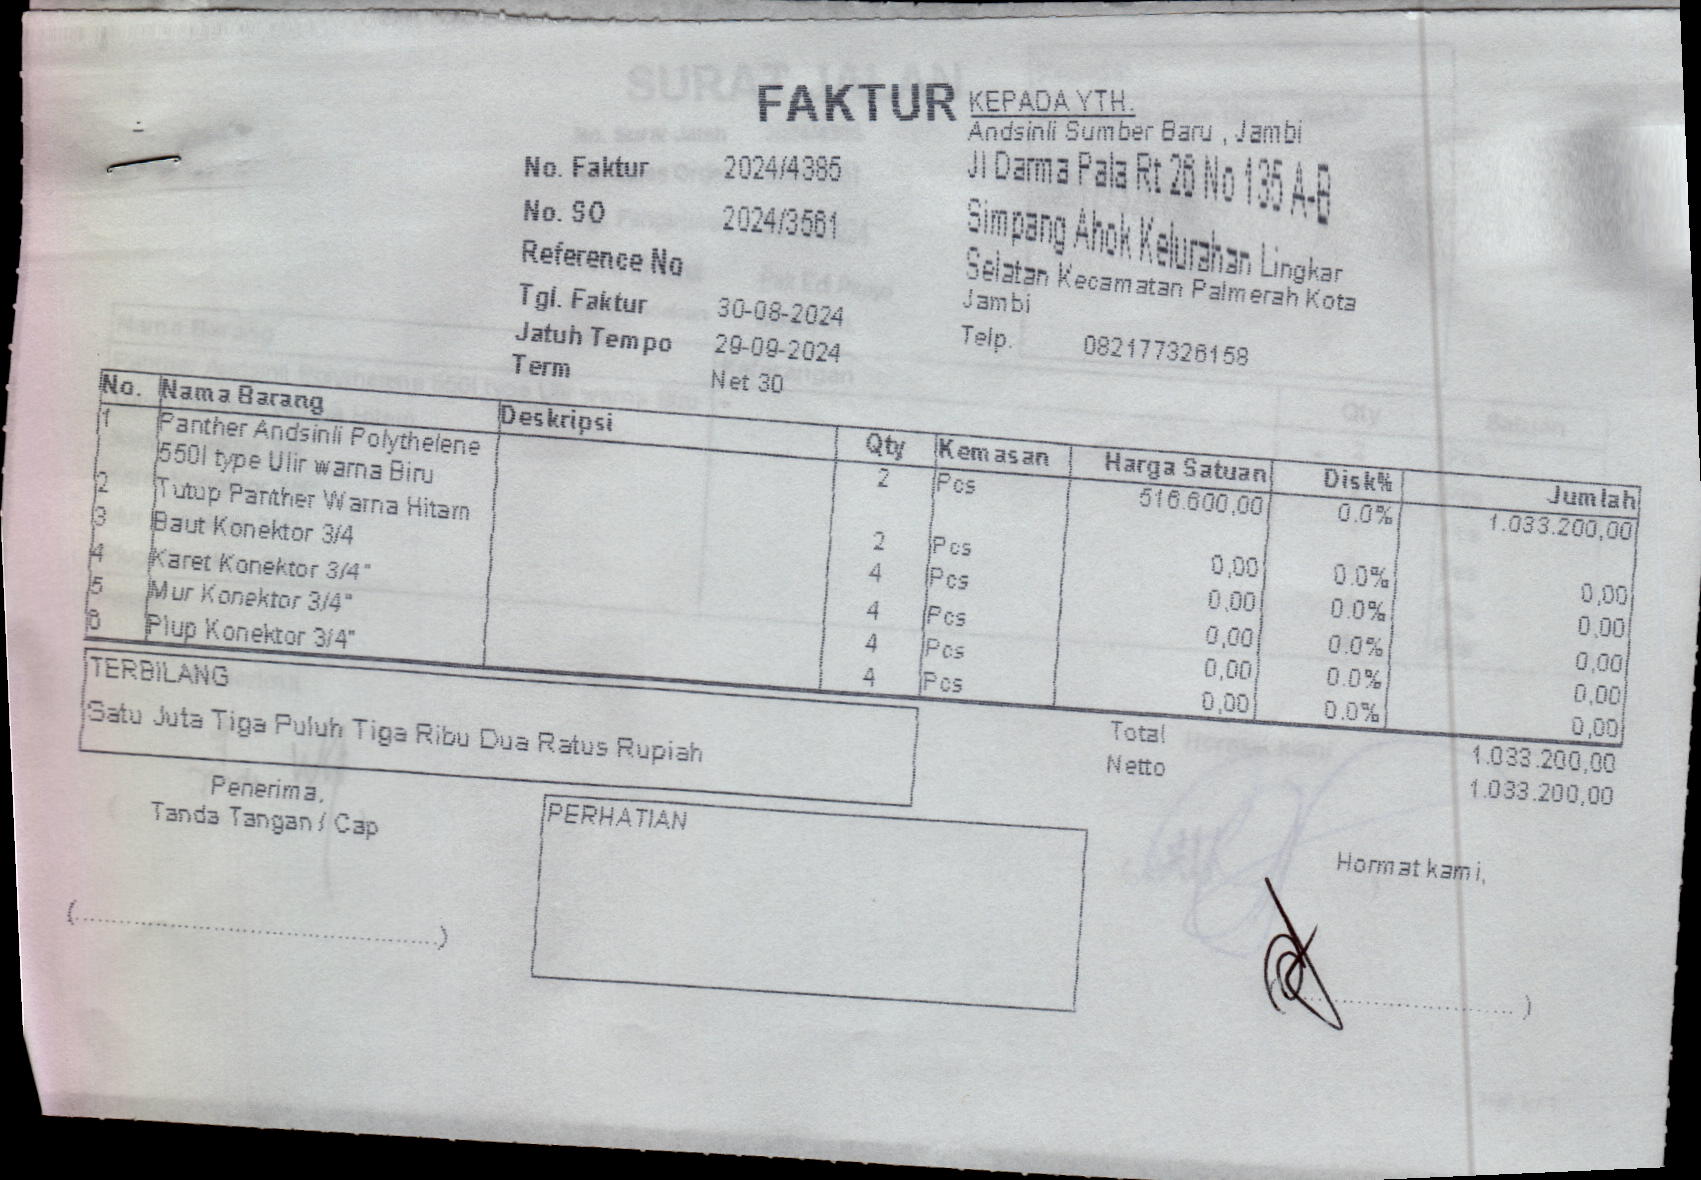 FAKTUR
No. Faktur 2024/4385
No. SO 2024/3561
Reference No
Tgl. Faktur 30-08-2024
Jatuh Tempo 29-09-2024
Term Net 30
KEPADA YTH.
Andsinli Sumber Baru , Jambi
Jl Darma Pala Rt 26 No 135 A-B
Simpang Ahok Kelurahan Lingkar
Selatan Kecamatan Palmerah Kota
Jambi
Telp. 082177326158
No. Nama Barang Deskripsi Qty Kemasan Harga Satuan Disk% Jumlah
1 Panther Andsinli Polythelene 2 Pcs 516.600,00 0.0% 1.033.200,00
550l type Ulir warna Biru
2 Tutup Panther Warna Hitam 2 Pcs 0,00 0.0% 0,00
3 Baut Konektor 3/4 4 Pcs 0,00 0.0% 0,00
4 Karet Konektor 3/4" 4 Pcs 0,00 0.0% 0,00
5 Mur Konektor 3/4" 4 Pcs 0,00 0.0% 0,00
6 Plup Konektor 3/4" 4 Pcs 0,00 0.0% 0,00
TERBILANG
Satu Juta Tiga Puluh Tiga Ribu Dua Ratus Rupiah
Total 1.033.200,00
Netto 1.033.200,00
Penerima,
Tanda Tangan / Cap
(........................................)
PERHATIAN
Hormat kami,
........................)
SURAT JALAN